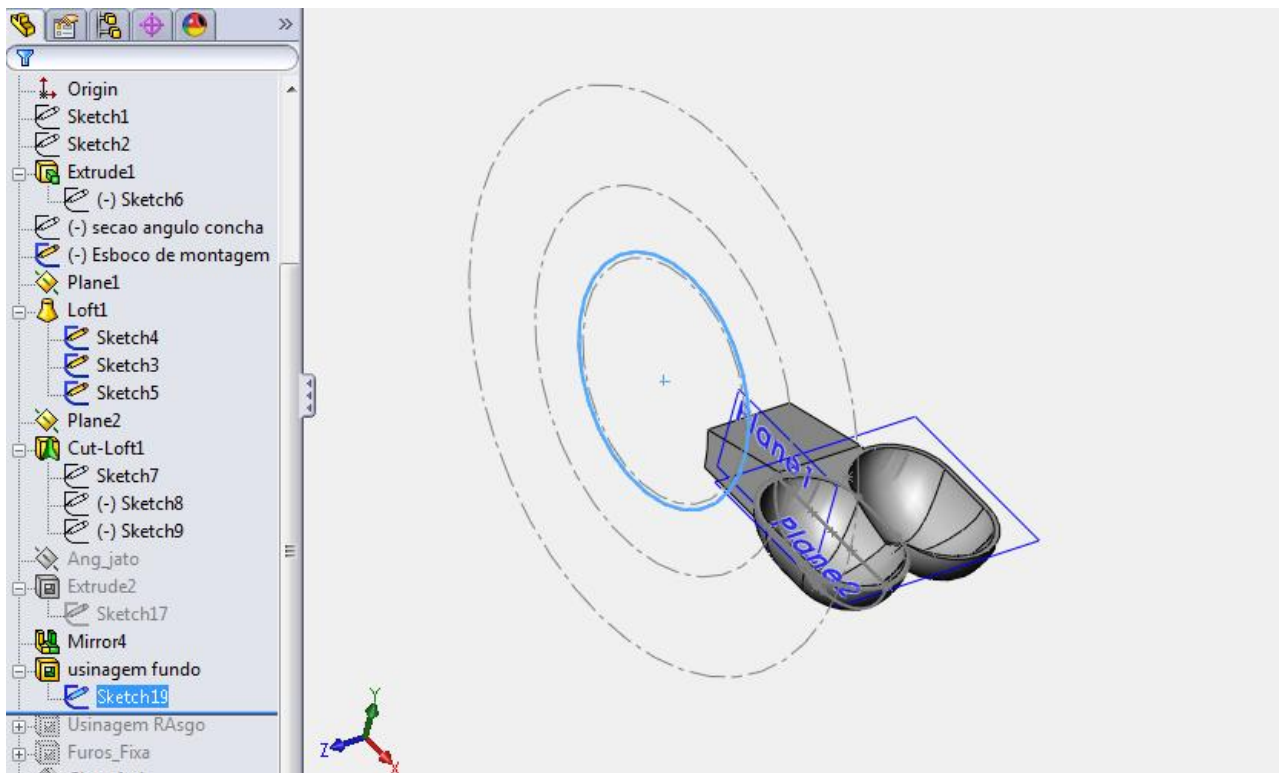 Origin
Sketch1
Sketch2
Extrude1
(-) Sketch6
(-) secao angulo concha
(-) Esboco de montagem
Plane1
Loft1
Sketch4
Sketch3
Sketch5
Plane2
Cut-Loft1
Sketch7
(-) Sketch8
(-) Sketch9
Ang_jato
Extrude2
Sketch17
Mirror4
usinagem fundo
Sketch19
Usinagem RAsgo
Furos_Fixa
Plane1
Plane2
Y
Z
X